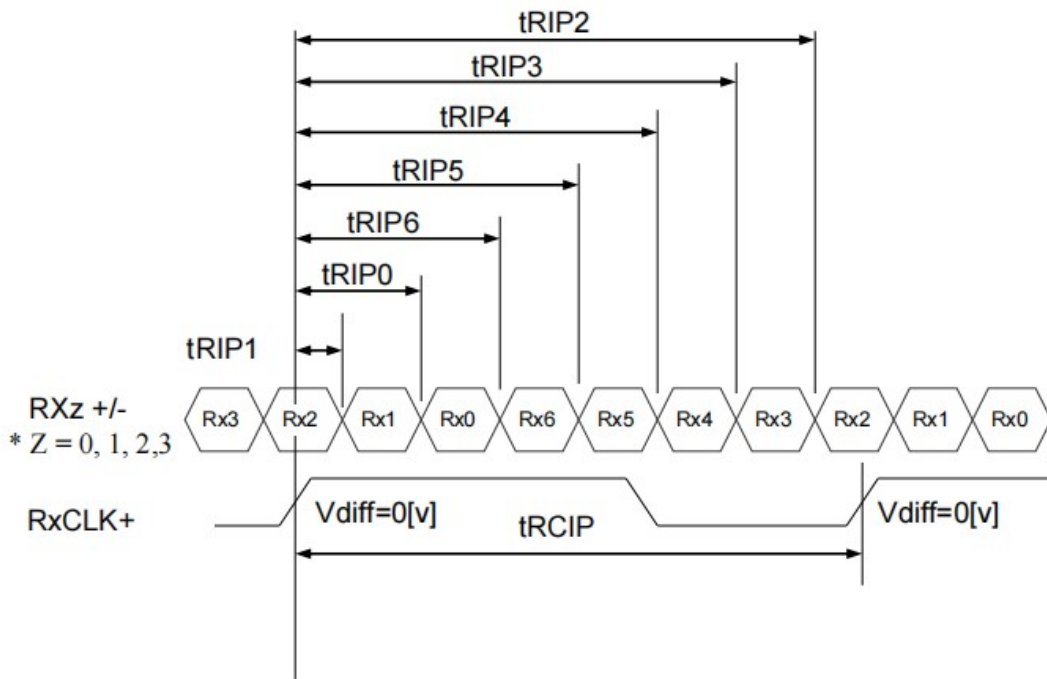 tRIP2
tRIP3
tRIP4
tRIP5
tRIP6
tRIP0
tRIP1
RXz +/-
* Z = 0, 1, 2,3
Rx3 Rx2 Rx1 Rx0 Rx6 Rx5 Rx4 Rx3 Rx2 Rx1 Rx0
RxCLK+
Vdiff=0[v] Vdiff=0[v]
tRCIP